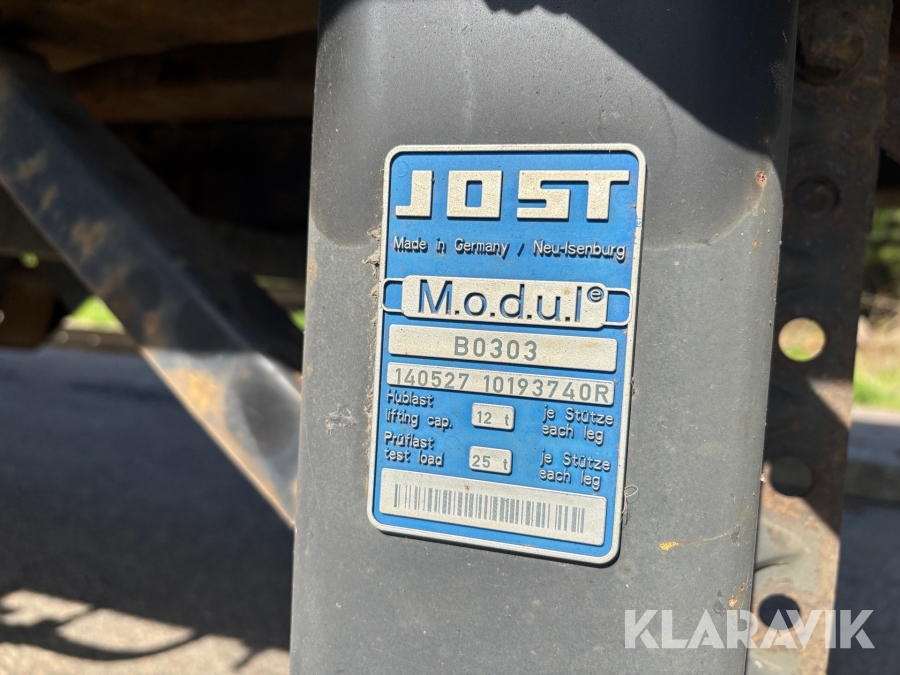 JOST
Made in Germany / Neu-Isenburg
M.o.d.u.l®
B0303
140527 10193740R
Hublast 12 t je Stütze
lifting cap. each leg
Prüflast 25 t je Stütze
test load each leg
KLARAVIK